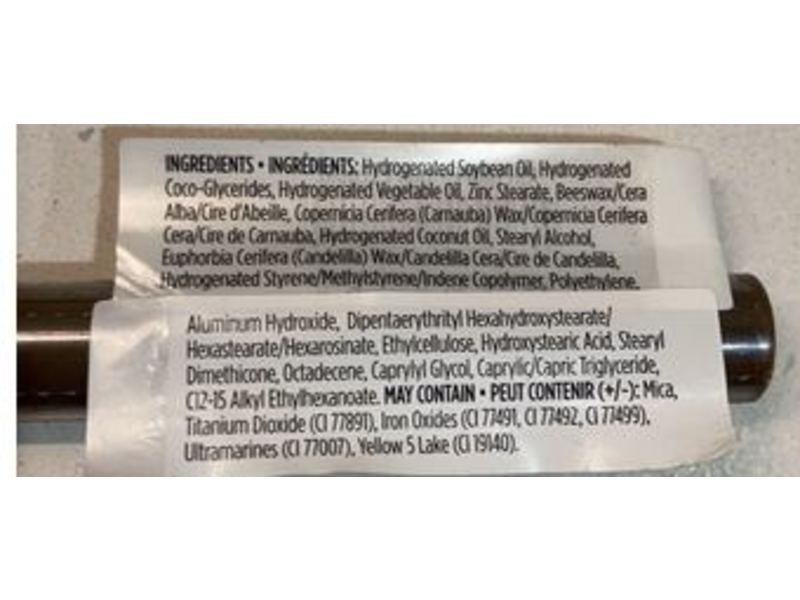 INGREDIENTS • INGRÉDIENTS: Hydrogenated Soybean Oil, Hydrogenated
Coco-Glycerides, Hydrogenated Vegetable Oil, Zinc Stearate, Beeswax/Cera
Alba/Cire d'Abeille, Copernicia Cerifera (Carnauba) Wax/Copernicia Cerifera
Cera/Cire de Carnauba, Hydrogenated Coconut Oil, Stearyl Alcohol,
Euphorbia Cerifera (Candelilla) Wax/Candelilla Cera/Cire de Candelilla,
Hydrogenated Styrene/Methylstyrene/Indene Copolymer, Polyethylene,
Aluminum Hydroxide, Dipentaerythrityl Hexahydroxystearate/
Hexastearate/Hexarosinate, Ethylcellulose, Hydroxystearic Acid, Stearyl
Dimethicone, Octadecene, Caprylyl Glycol, Caprylic/Capric Triglyceride,
C12-15 Alkyl Ethylhexanoate. MAY CONTAIN • PEUT CONTENIR (+/-): Mica,
Titanium Dioxide (CI 77891), Iron Oxides (CI 77491, CI 77492, CI 77499),
Ultramarines (CI 77007), Yellow 5 Lake (CI 19140).